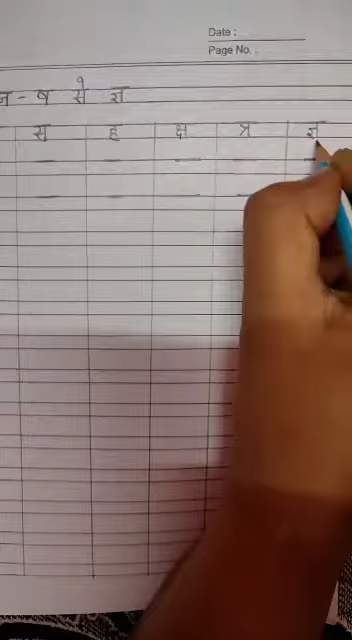 Date :
Page No. :
ज - ष से ज्ञ
स ह क्ष त्र ज्ञ